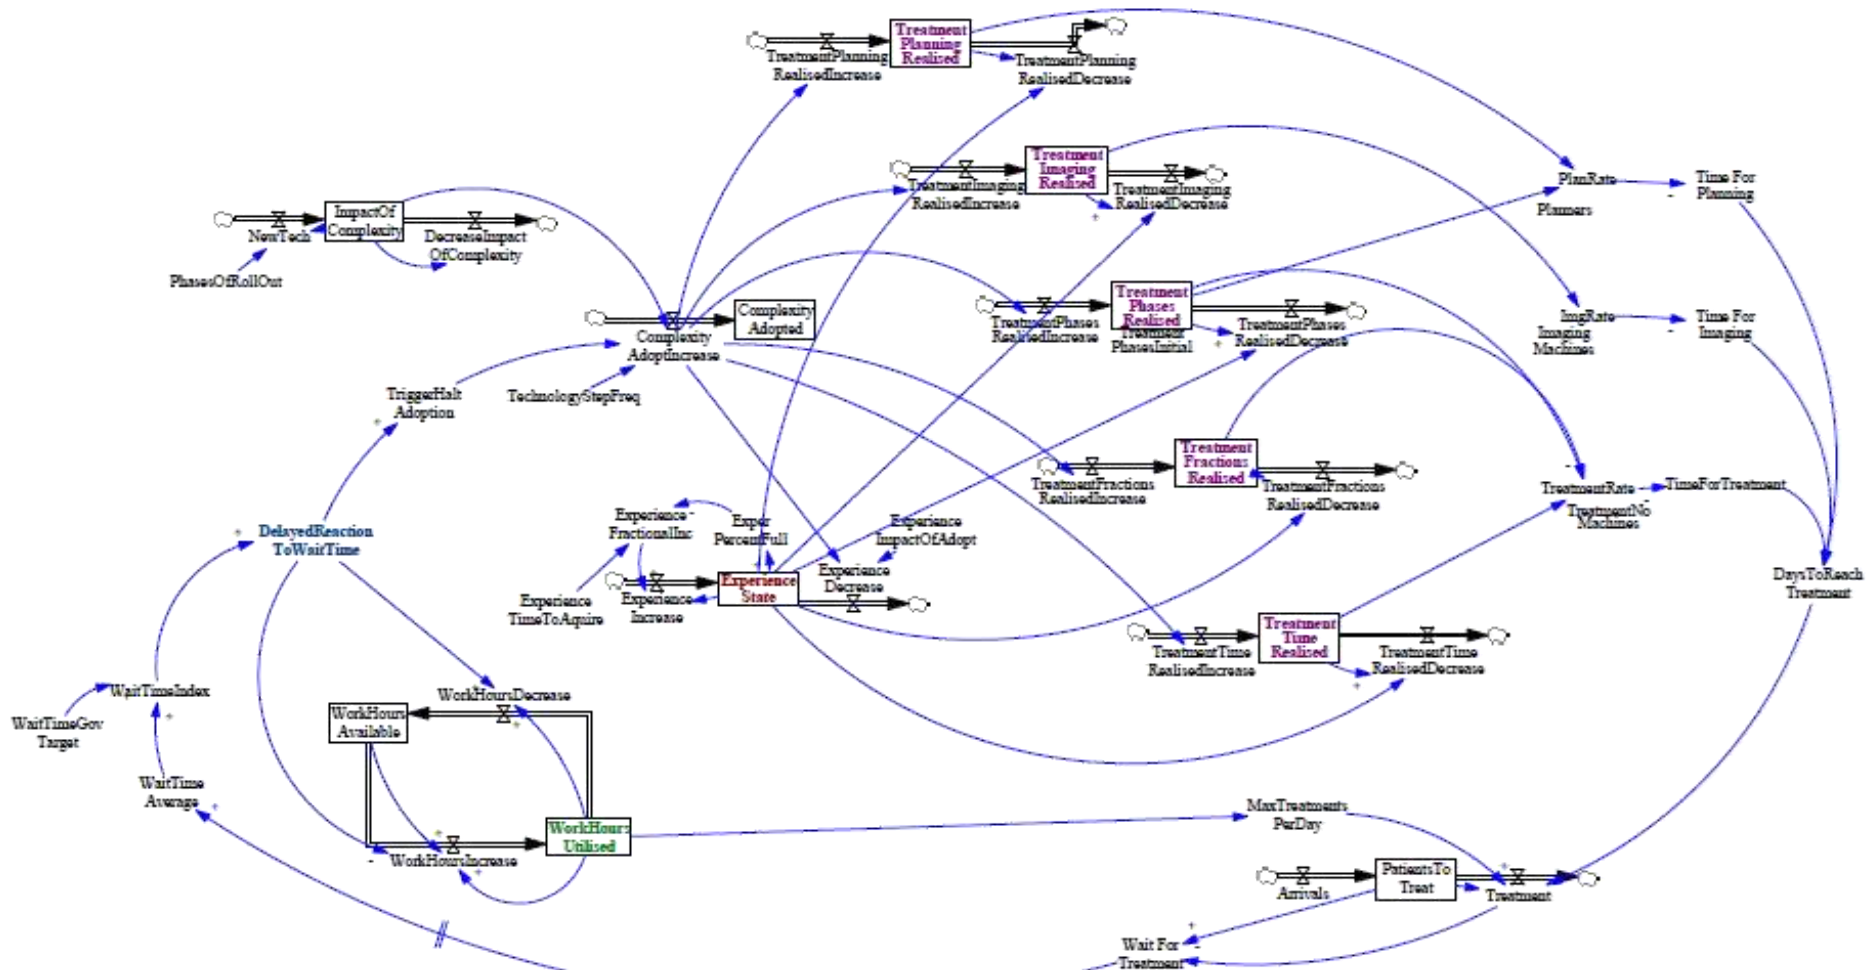 Treatment
Planning
Realised
TreatmentPlanning
RealisedIncrease
TreatmentPlanning
RealisedDecrease
Treatment
Imaging
Realised
TreatmentImaging
RealisedIncrease
TreatmentImaging
RealisedDecrease
PlanRate
Planners
Time For
Planning
ImpactOf
Complexity
NewTech
DecreaseImpact
OfComplexity
PhasesOfRollOut
Complexity
Adopted
Complexity
AdoptIncrease
Treatment
Phases
Realised
Treatment
PhasesInitial
TreatmentPhases
RealisedIncrease
TreatmentPhases
RealisedDecrease
ImgRate
Imaging
Machines
Time For
Imaging
TriggerHalt
Adoption
TechnologyStepFreq
Treatment
Fractions
Realised
TreatmentFractions
RealisedIncrease
TreatmentFractions
RealisedDecrease
TreatmentRate
TreatmentNo
Machines
TimeForTreatment
DelayedReaction
ToWaitTime
Experience
FractionalInc
Exper
PercentFull
Experience
ImpactOfAdopt
Experience
State
Experience
Decrease
Experience
TimeToAquire
Experience
Increase
DaysToReach
Treatment
Treatment
Time
Realised
TreatmentTime
RealisedIncrease
TreatmentTime
RealisedDecrease
WaitTimeIndex
WaitTimeGov
Target
WorkHoursDecrease
WorkHours
Available
WaitTime
Average
WorkHours
Utilised
WorkHoursIncrease
MaxTreatments
PerDay
PatientsTo
Treat
Arrivals
Treatment
Wait For
Treatment